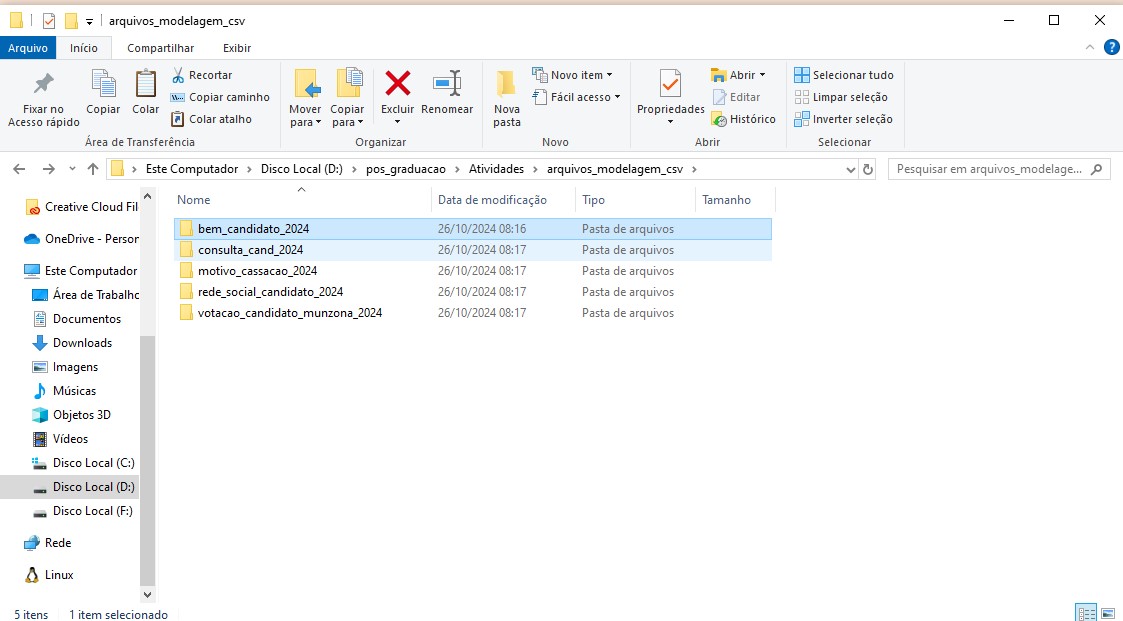 arquivos_modelagem_csv
Arquivo Início Compartilhar Exibir
Fixar no
Acesso rápido
Copiar
Colar
Recortar
Copiar caminho
Colar atalho
Área de Transferência
Mover
para
Copiar
para
Excluir
Renomear
Organizar
Nova
pasta
Novo item
Fácil acesso
Novo
Propriedades
Abrir
Editar
Histórico
Abrir
Selecionar tudo
Limpar seleção
Inverter seleção
Selecionar
Este Computador > Disco Local (D:) > pos_graduacao > Atividades > arquivos_modelagem_csv >
Pesquisar em arquivos_modelage...
Creative Cloud Fil
OneDrive - Person
Este Computador
Área de Trabalho
Documentos
Downloads
Imagens
Músicas
Objetos 3D
Vídeos
Disco Local (C:)
Disco Local (D:)
Disco Local (F:)
Rede
Linux
Nome Data de modificação Tipo Tamanho
bem_candidato_2024 26/10/2024 08:16 Pasta de arquivos
consulta_cand_2024 26/10/2024 08:17 Pasta de arquivos
motivo_cassacao_2024 26/10/2024 08:17 Pasta de arquivos
rede_social_candidato_2024 26/10/2024 08:17 Pasta de arquivos
votacao_candidato_munzona_2024 26/10/2024 08:17 Pasta de arquivos
5 itens 1 item selecionado